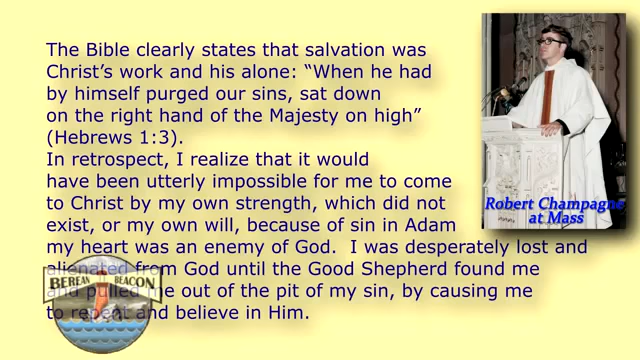 The Bible clearly states that salvation was
Christ’s work and his alone: “When he had
by himself purged our sins, sat down
on the right hand of the Majesty on high”
(Hebrews 1:3).
In retrospect, I realize that it would
have been utterly impossible for me to come
to Christ by my own strength, which did not
exist, or my own will, because of sin in Adam
my heart was an enemy of God.  I was desperately lost and
alienated from God until the Good Shepherd found me
and pulled me out of the pit of my sin, by causing me
to repent and believe in Him.
Robert Champagne
at Mass
BEREAN BEACON